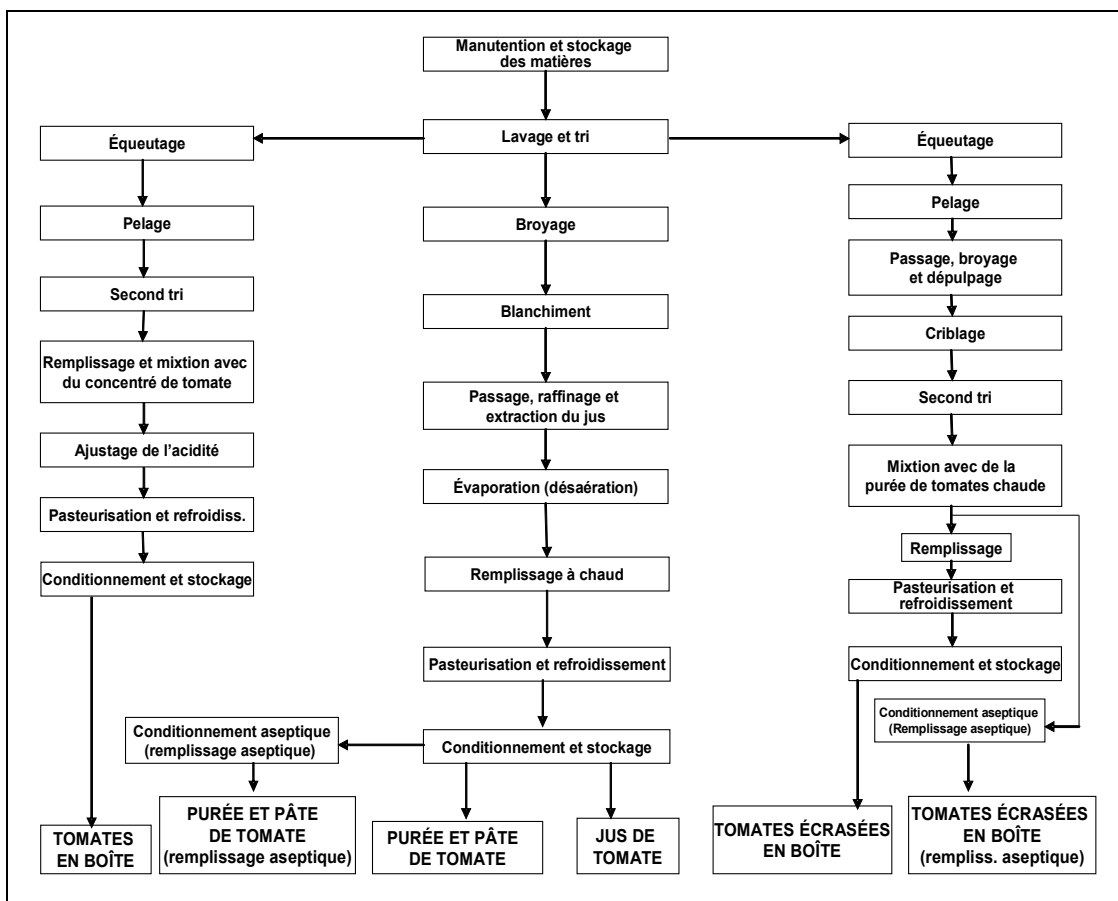 Manutention et stockage
des matières
Lavage et tri
Équeutage
Pelage
Second tri
Remplissage et mixtion avec
du concentré de tomate
Ajustage de l’acidité
Pasteurisation et refroidiss.
Conditionnement et stockage
TOMATES
EN BOÎTE
Broyage
Blanchiment
Passage, raffinage et
extraction du jus
Évaporation (désaération)
Remplissage à chaud
Pasteurisation et refroidissement
Conditionnement et stockage
Conditionnement aseptique
(remplissage aseptique)
PURÉE ET PÂTE
DE TOMATE
(remplissage aseptique)
PURÉE ET PÂTE
DE TOMATE
JUS DE
TOMATE
Équeutage
Pelage
Passage, broyage
et dépulpage
Criblage
Second tri
Mixtion avec de la
purée de tomates chaude
Remplissage
Pasteurisation et
refroidissement
Conditionnement et stockage
Conditionnement aseptique
(Remplissage aseptique)
TOMATES ÉCRASÉES
EN BOÎTE
TOMATES ÉCRASÉES
EN BOÎTE
(rempliss. aseptique)